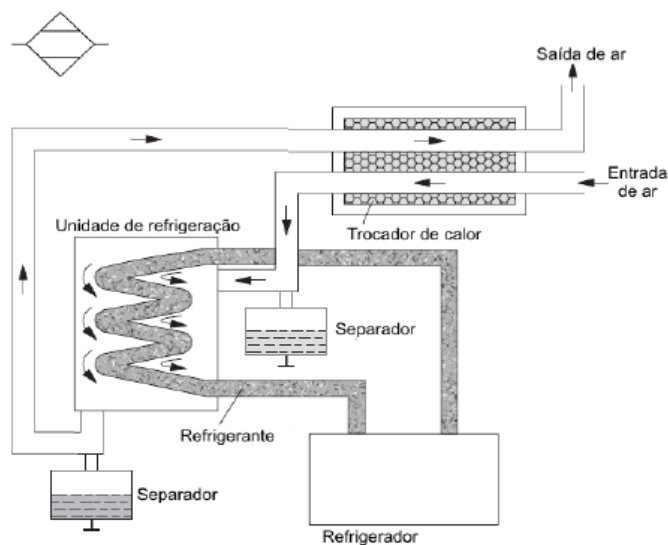 Saída de ar
Entrada
de ar
Trocador de calor
Unidade de refrigeração
Separador
Refrigerante
Separador
Refrigerador